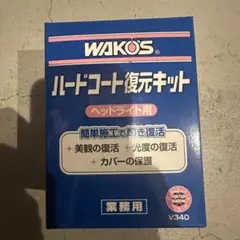 WAKO'S®
ハードコート復元キット
ヘッドライト用
簡単施工で輝き復活
+美観の復活 +光度の復活
+カバーの保護
業務用
V340